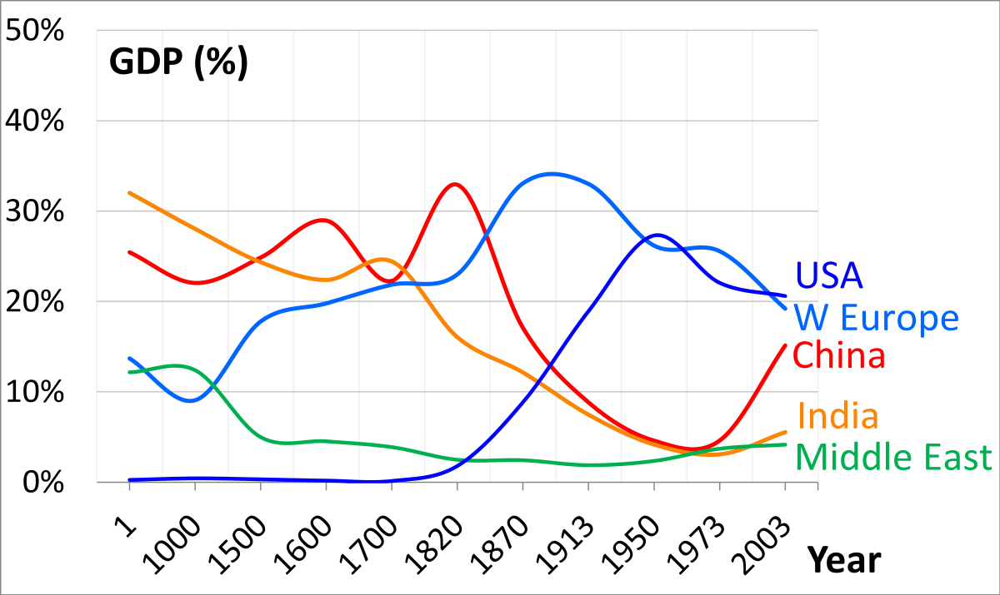 50%
GDP (%)
40%
30%
20%
10%
0%
USA
W Europe
China
India
Middle East
1
1000
1500
1600
1700
1820
1870
1913
1950
1973
2003
Year